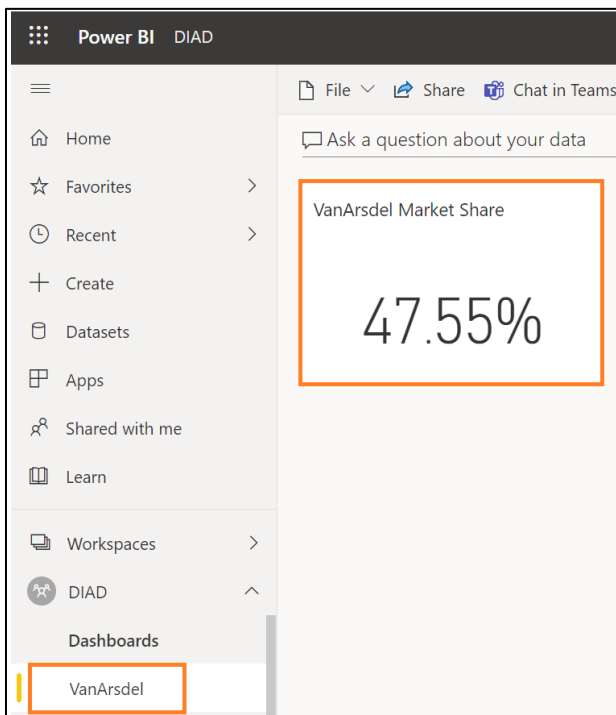 Power BI DIAD
File Share Chat in Teams
Ask a question about your data
Home
Favorites
Recent
Create
Datasets
Apps
Shared with me
Learn
Workspaces
DIAD
Dashboards
VanArsdel
VanArsdel Market Share
47.55%